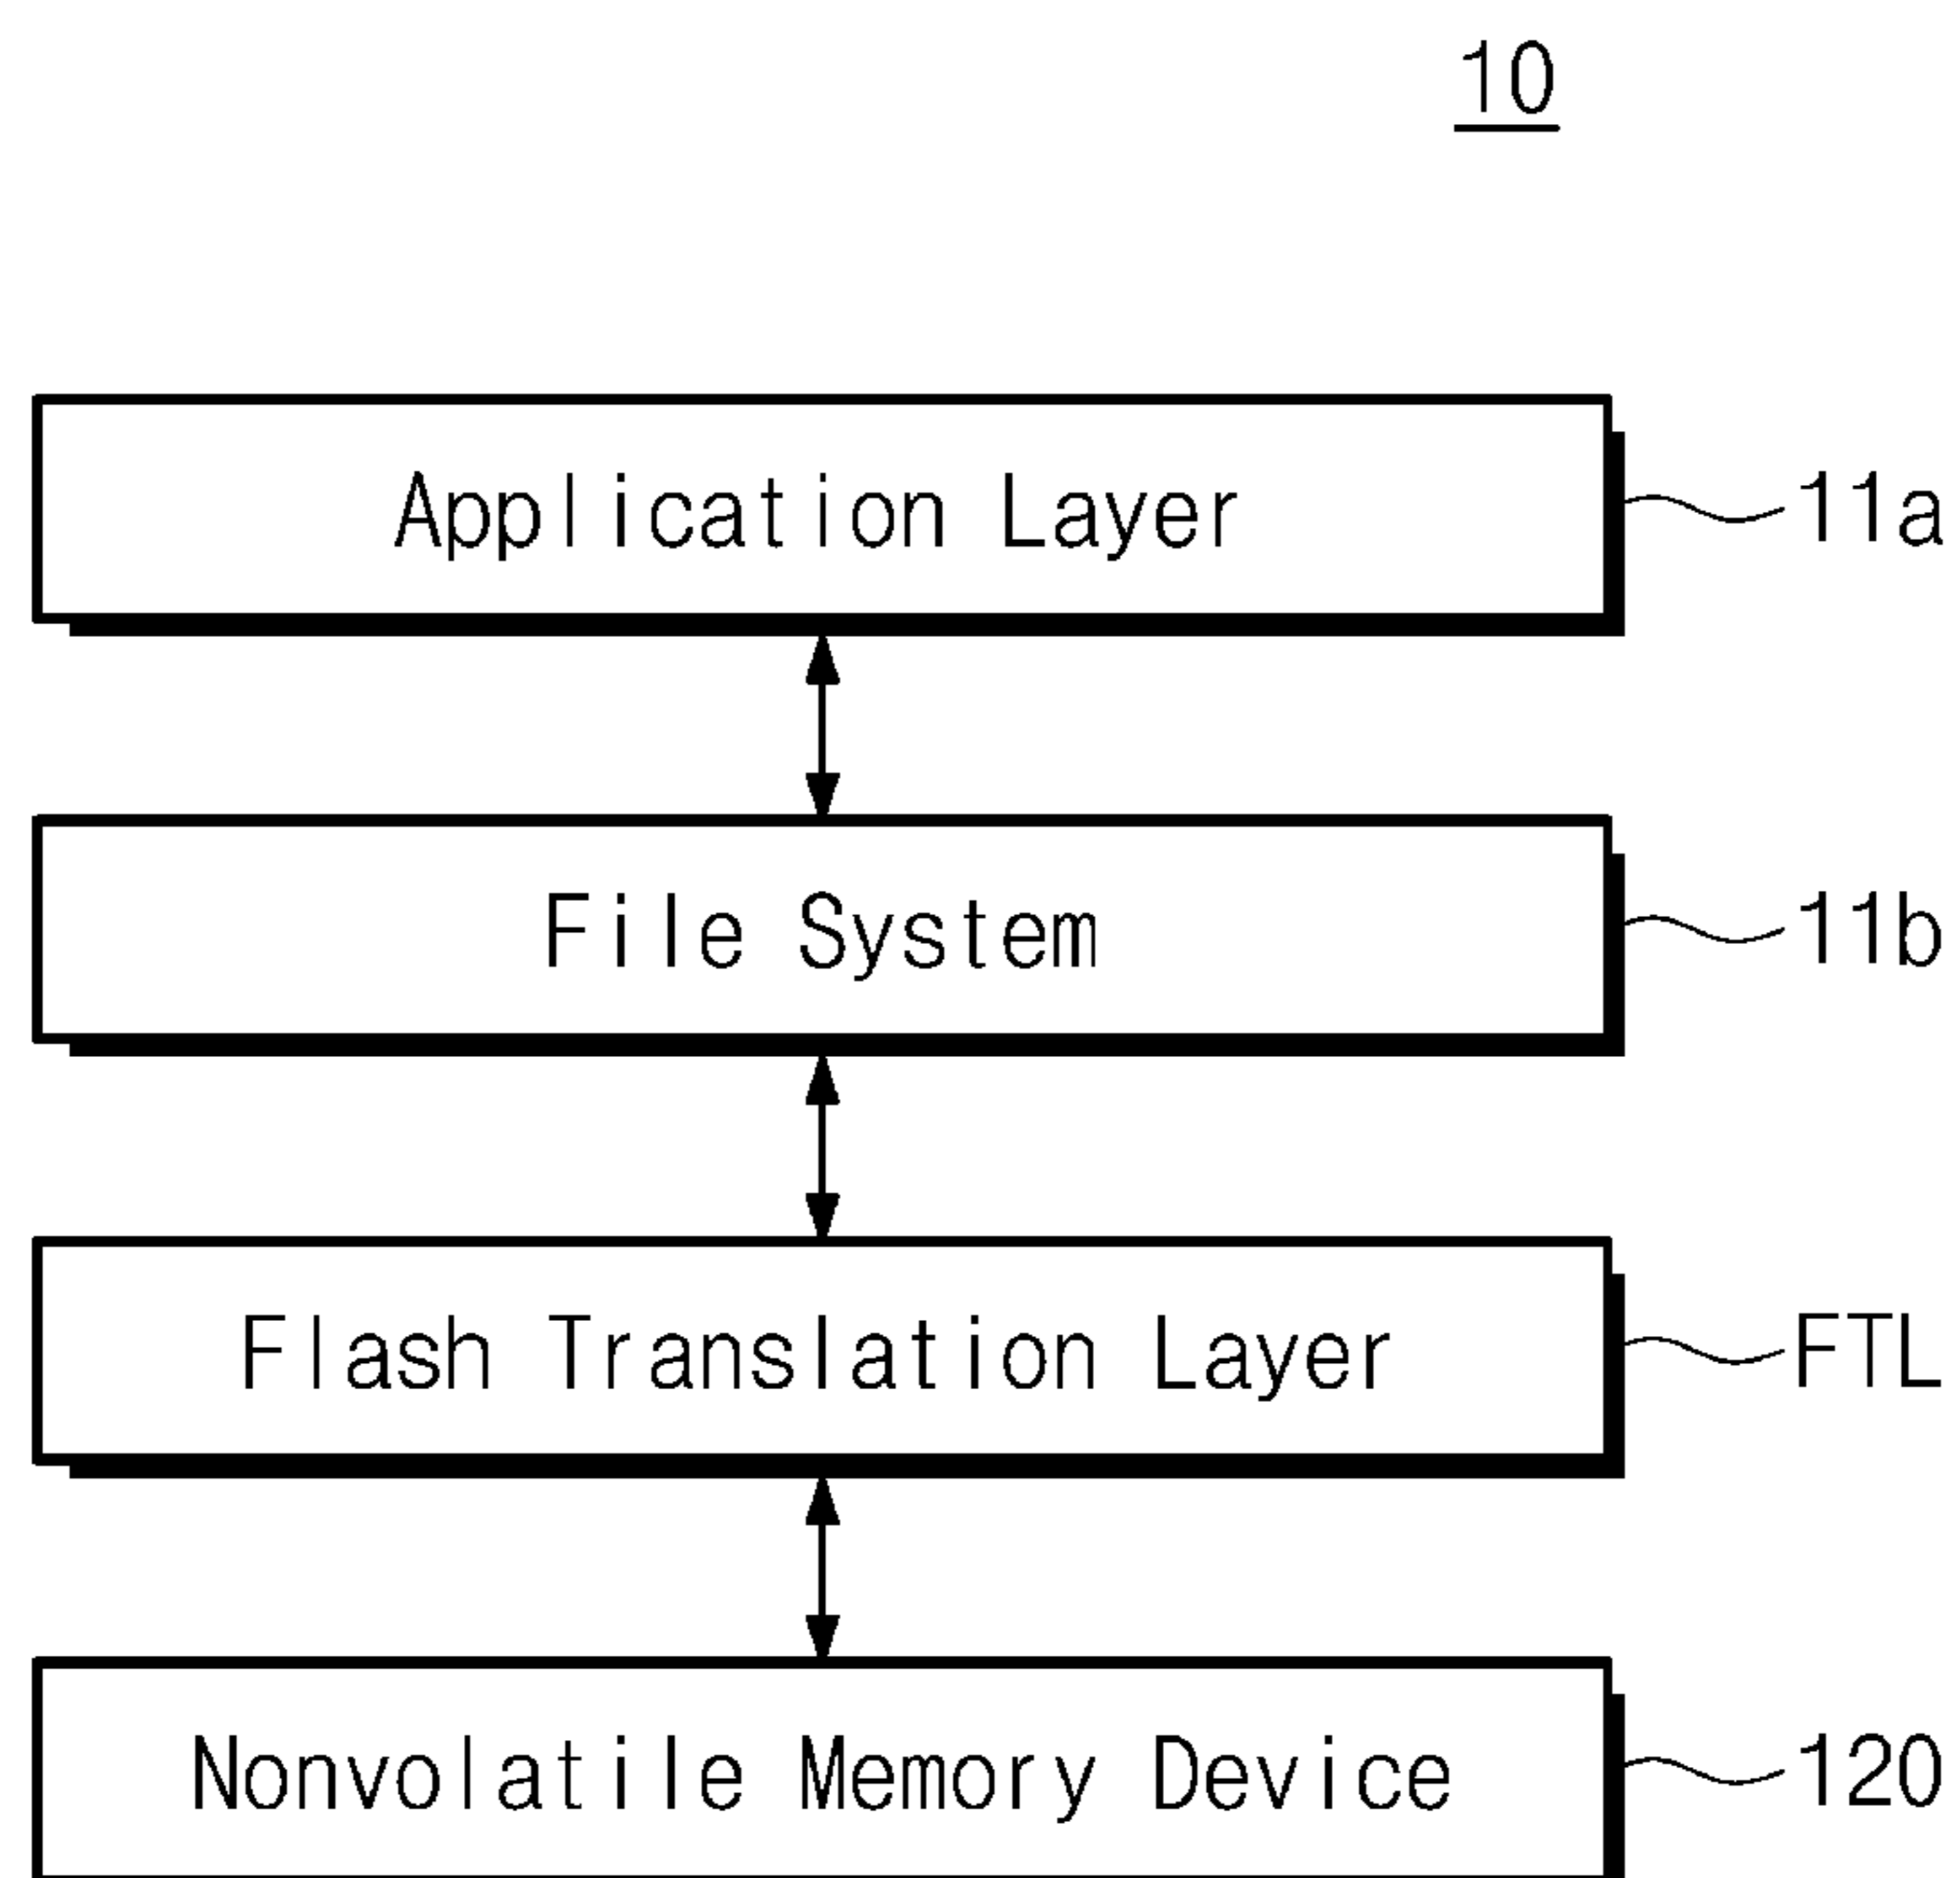 10
Application Layer 11a
File System 11b
Flash Translation Layer FTL
Nonvolatile Memory Device 120